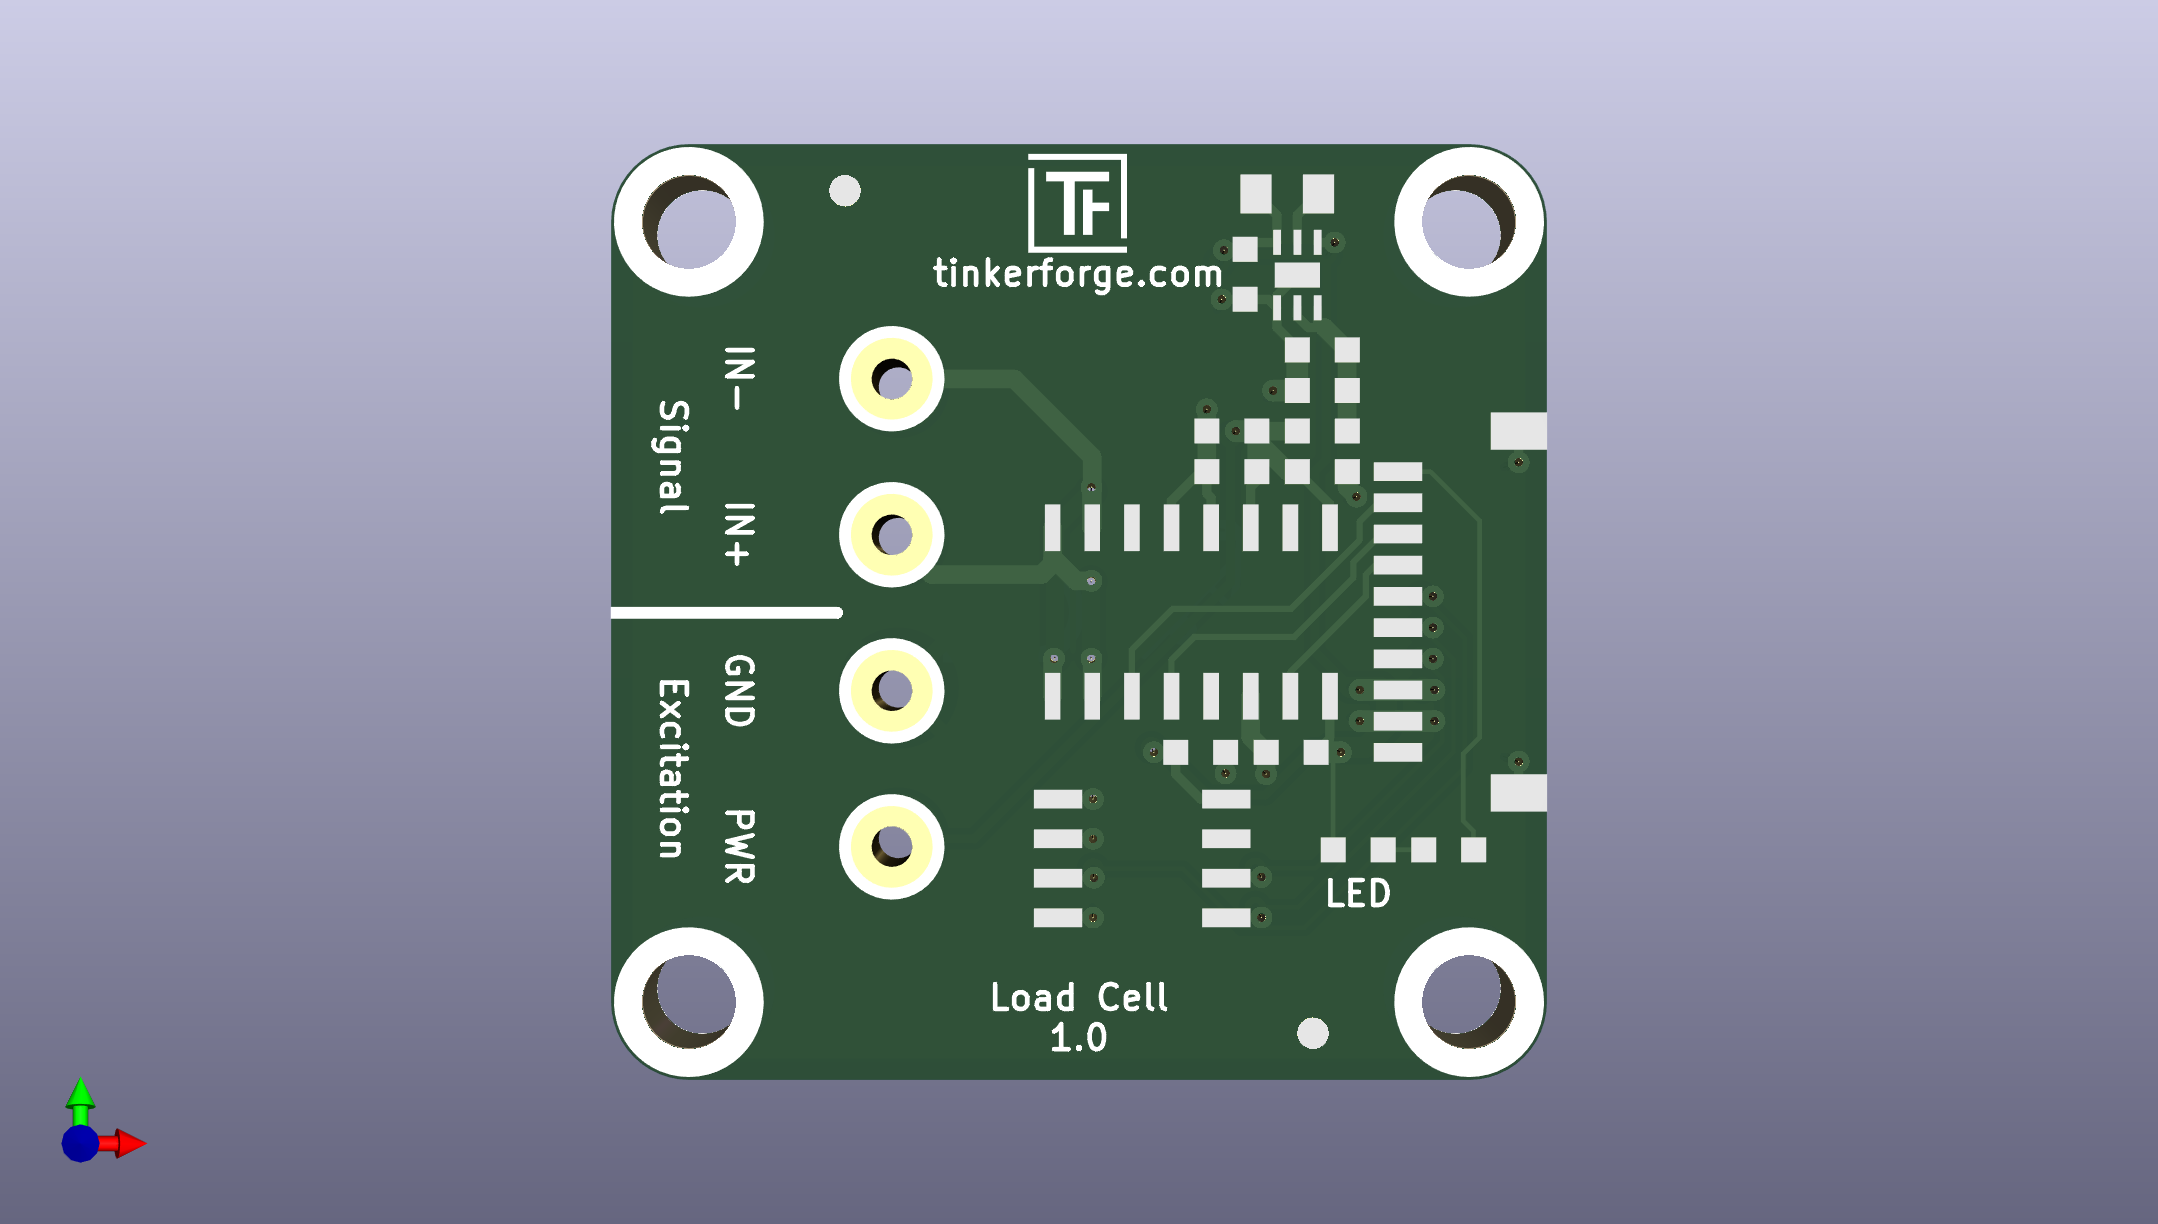 TF
tinkerforge.com
IN-
Signal
IN+
GND
Excitation
PWR
LED
Load Cell
1.0